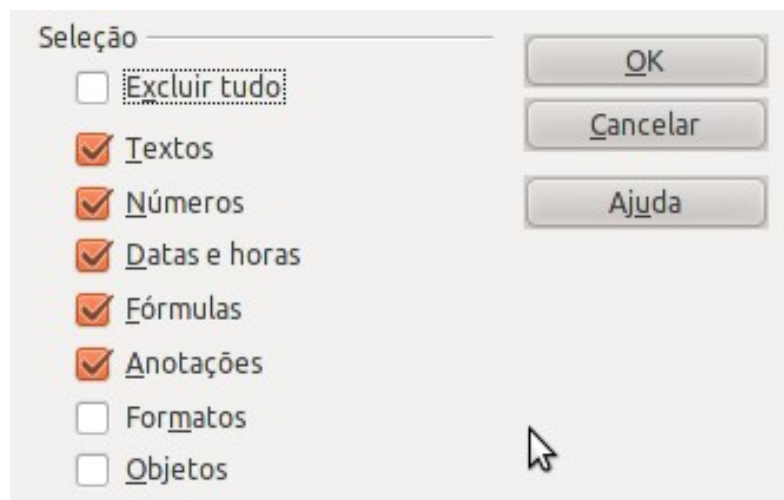 Seleção
Excluir tudo
Textos
Números
Datas e horas
Fórmulas
Anotações
Formatos
Objetos
OK
Cancelar
Ajuda